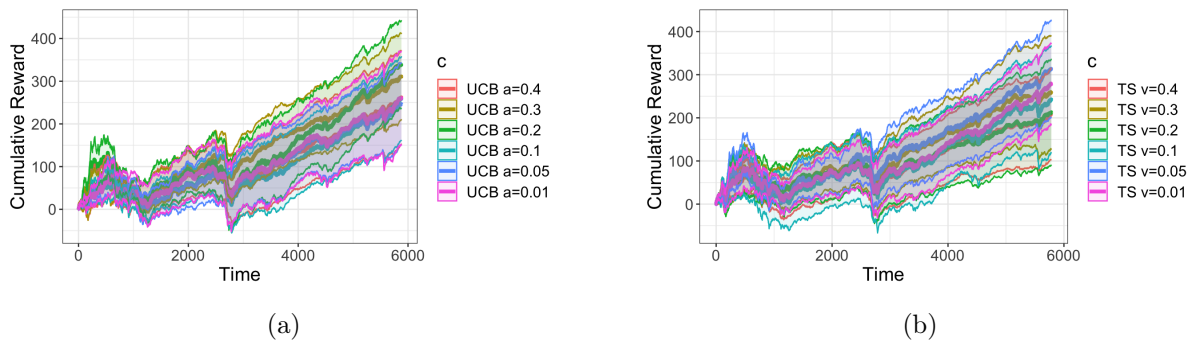 Cumulative Reward
400
300
200
100
0
0
2000
4000
6000
Time
c
UCB a=0.4
UCB a=0.3
UCB a=0.2
UCB a=0.1
UCB a=0.05
UCB a=0.01
(a)
Cumulative Reward
400
300
200
100
0
0
2000
4000
6000
Time
c
TS v=0.4
TS v=0.3
TS v=0.2
TS v=0.1
TS v=0.05
TS v=0.01
(b)